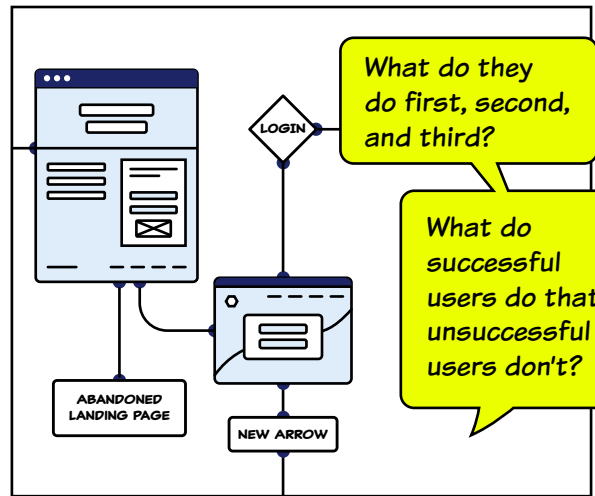 LOGIN
What do they
do first, second,
and third?
What do
successful
users do that
unsuccessful
users don't?
ABANDONED
LANDING PAGE
NEW ARROW